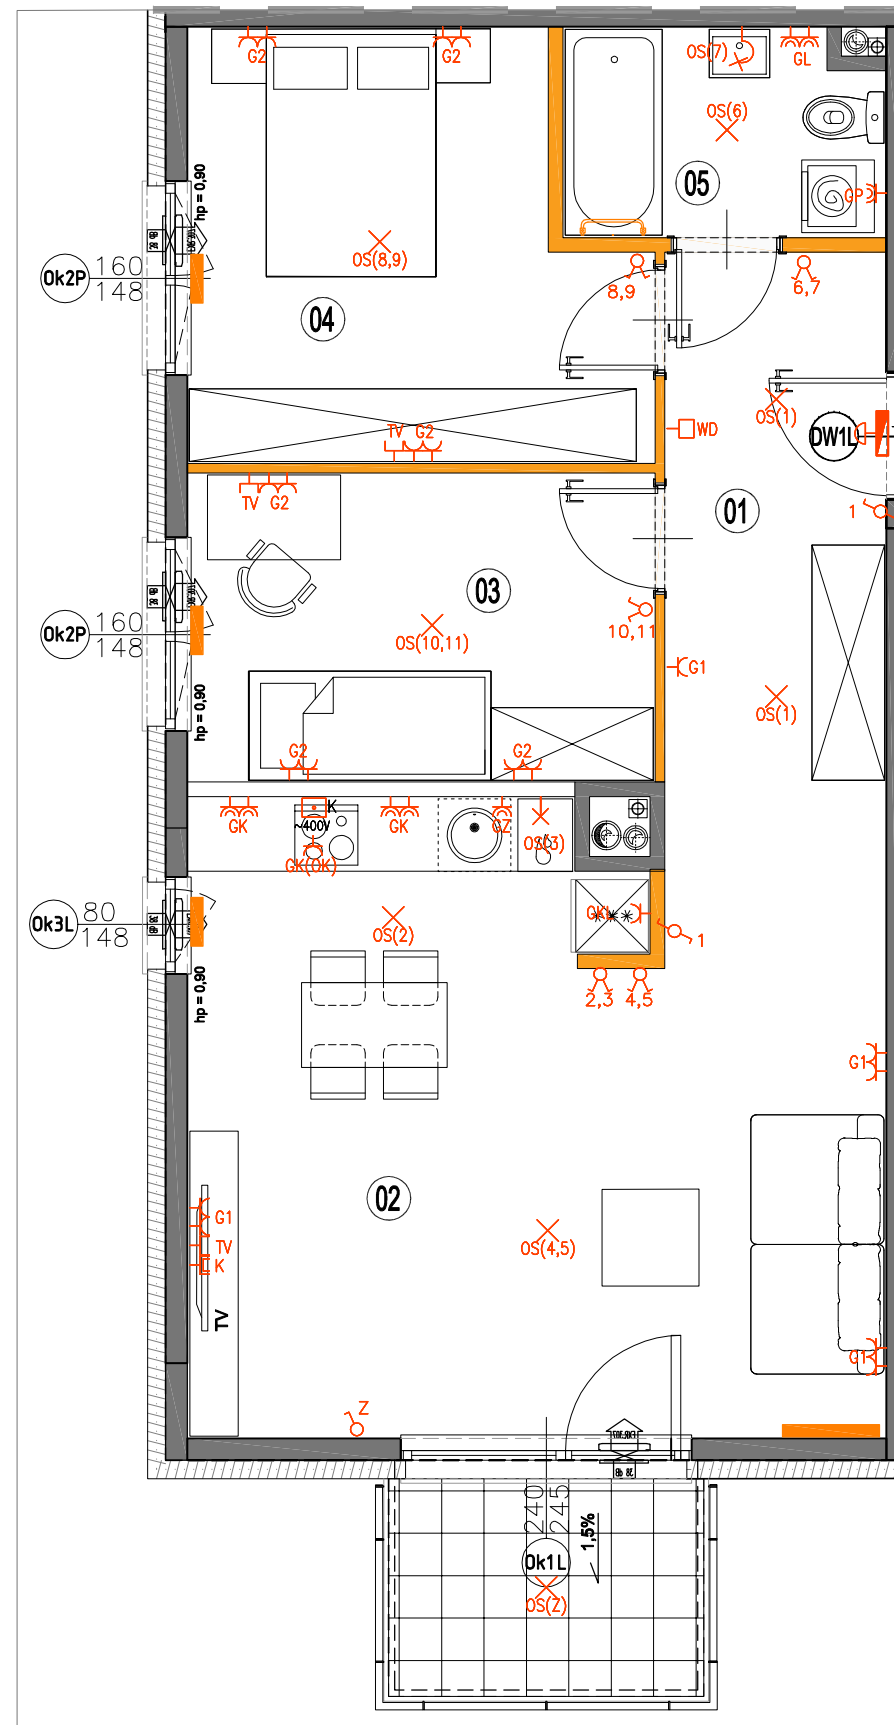 G2
G2
OS(7)
GL
OS(6)
05
GP
hp = 0,90
OS(8,9)
Ok2P
160
148
04
8,9
6,7
OS(1)
TV
G2
WD
DW1L
TV
G2
01
1
03
Ok2P
160
148
OS(10,11)
10,11
G1
hp = 0,90
OS(1)
G2
G2
GK
K
~400V
GK
GZ
OS(3)
GK(OK)
Ok3L
80
148
OS(2)
GKL
1
hp = 0,90
2,3
4,5
G1
02
G1
TV
K
OS(4,5)
TV
G1
Z
240
245
1,5%
Ok1L
OS(Z)